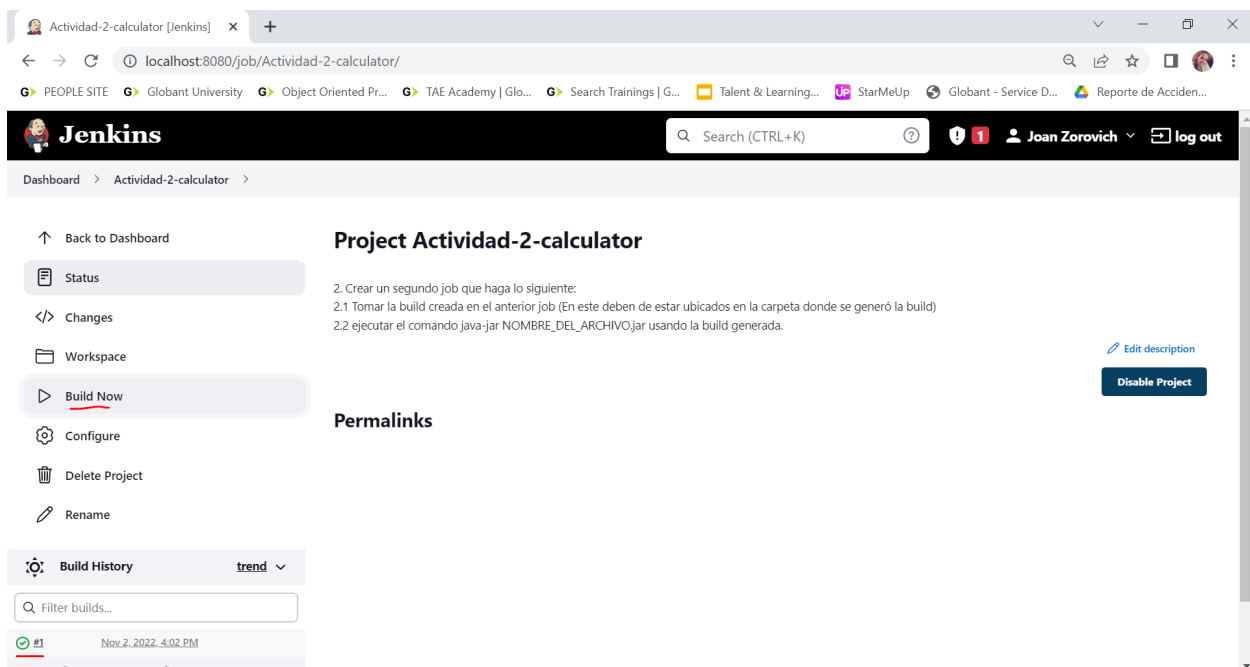 Actividad-2-calculator [Jenkins]
localhost:8080/job/Actividad-2-calculator/
G> PEOPLE SITE G> Globant University G> Object Oriented Pr... G> TAE Academy | Glo... G> Search Trainings | G... Talent & Learning... UP StarMeUp Globant - Service D... Reporte de Acciden...
Jenkins Search (CTRL+K) ? 1 Joan Zorovich log out
Dashboard > Actividad-2-calculator >
Back to Dashboard
Project Actividad-2-calculator
Status
2. Crear un segundo job que haga lo siguiente:
2.1 Tomar la build creada en el anterior job (En este deben de estar ubicados en la carpeta donde se generó la build)
2.2 ejecutar el comando java-jar NOMBRE_DEL_ARCHIVO.jar usando la build generada.
Changes
Workspace
Edit description
Disable Project
Build Now
Permalinks
Configure
Delete Project
Rename
Build History trend
Filter builds...
#1 Nov 2, 2022, 4:02 PM